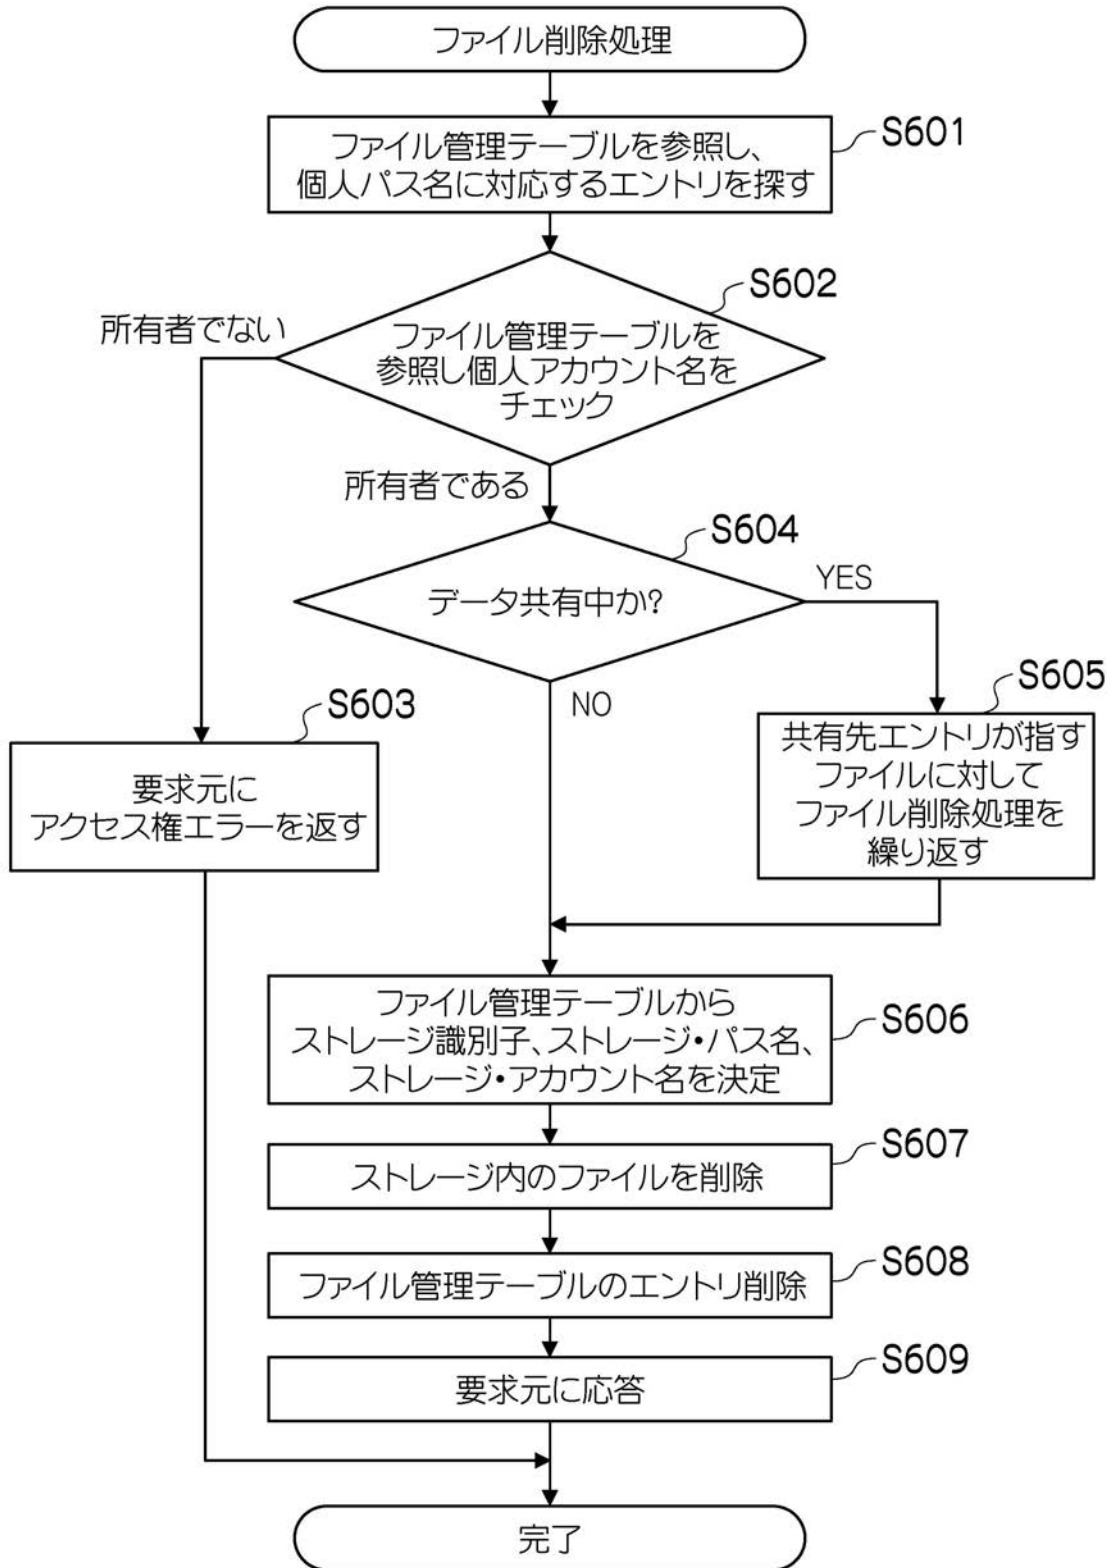 ファイル削除処理
S601
ファイル管理テーブルを参照し、
個人パス名に対応するエントリを探す
S602
所有者でない
ファイル管理テーブルを
参照し個人アカウント名を
チェック
所有者である
S604
YES
データ共有中か?
NO
S603
要求元に
アクセス権エラーを返す
S605
共有先エントリが指す
ファイルに対して
ファイル削除処理を
繰り返す
ファイル管理テーブルから
ストレージ識別子、ストレージ・パス名、
ストレージ・アカウント名を決定
S606
S607
ストレージ内のファイルを削除
S608
ファイル管理テーブルのエントリ削除
S609
要求元に応答
完了